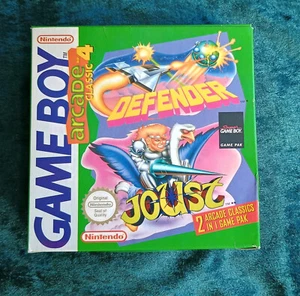 Nintendo
GAME BOY
TM
arcade
CLASSIC
4
DEFENDER
GAME BOY
GAME PAK
JOUST
Original
Nintendo
Seal of
Quality
Nintendo
2 ARCADE CLASSICS
IN 1 GAME PAK